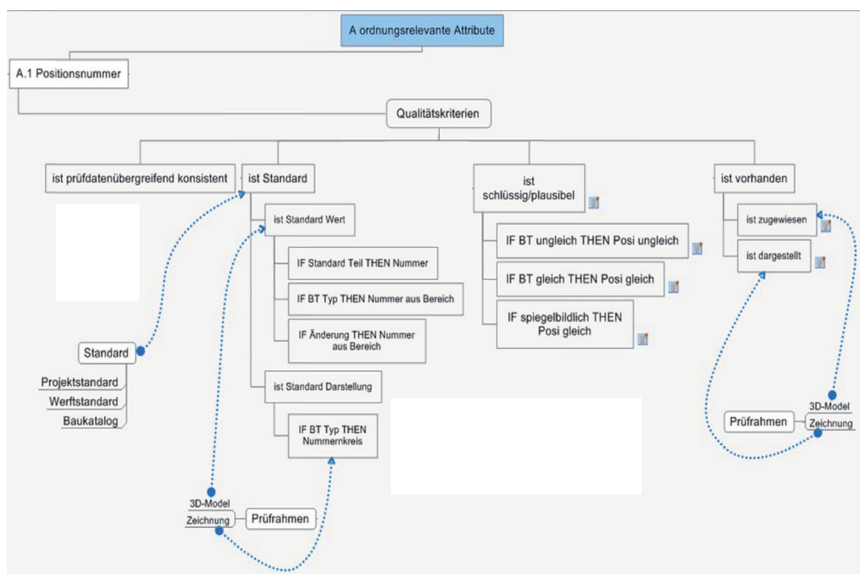 A ordnungsrelevante Attribute
A.1 Positionsnummer
Qualitätskriterien
ist prüfdatenübergreifend konsistent
ist Standard
ist Standard Wert
IF Standard Teil THEN Nummer
IF BT Typ THEN Nummer aus Bereich
IF Änderung THEN Nummer
aus Bereich
ist Standard Darstellung
IF BT Typ THEN
Nummernkreis
ist
schlüssig/plausibel
IF BT ungleich THEN Posi ungleich
IF BT gleich THEN Posi gleich
IF spiegelbildlich THEN
Posi gleich
ist vorhanden
ist zugewiesen
ist dargestellt
Standard
Projektstandard
Werftstandard
Baukatalog
3D-Model
Zeichnung
Prüfrahmen
Prüfrahmen
3D-Model
Zeichnung